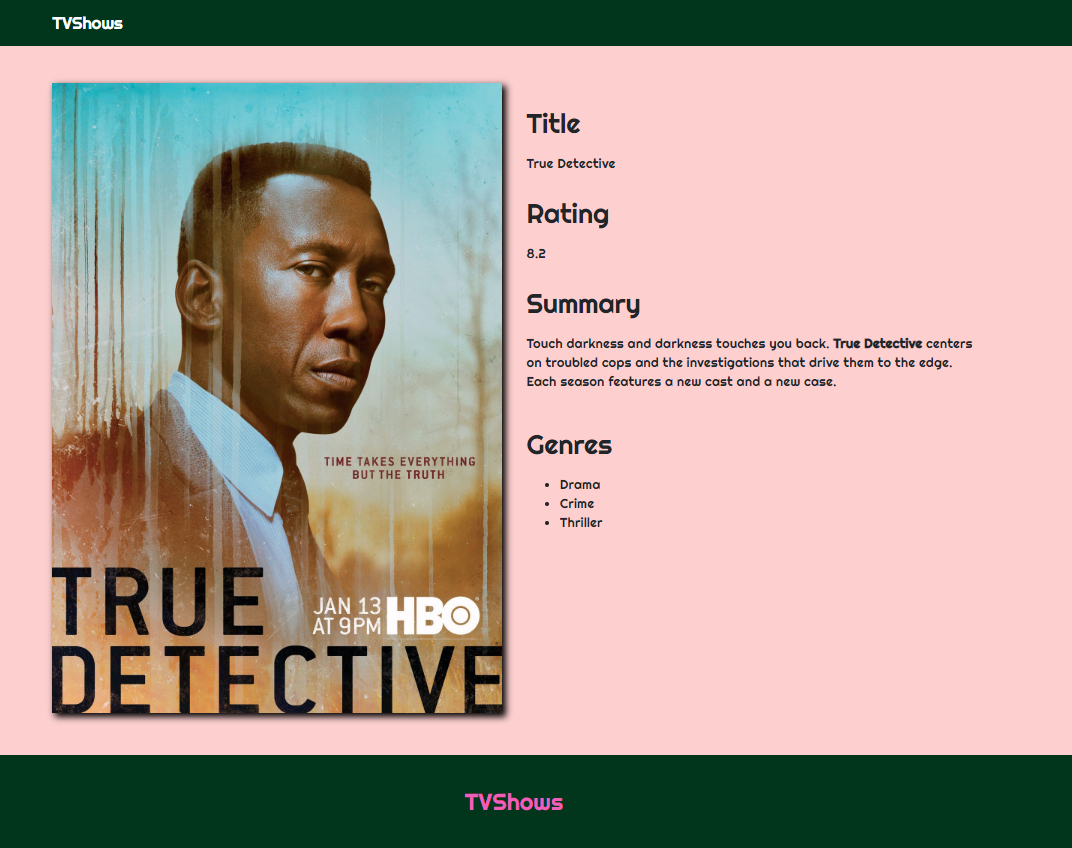 TVShows
TIME TAKES EVERYTHING
BUT THE TRUTH
TRUE
JAN 13
AT 9PM
HBO
DETECTIVE
Title
True Detective
Rating
8.2
Summary
Touch darkness and darkness touches you back. True Detective centers
on troubled cops and the investigations that drive them to the edge.
Each season features a new cast and a new case.
Genres
Drama
Crime
Thriller
TVShows